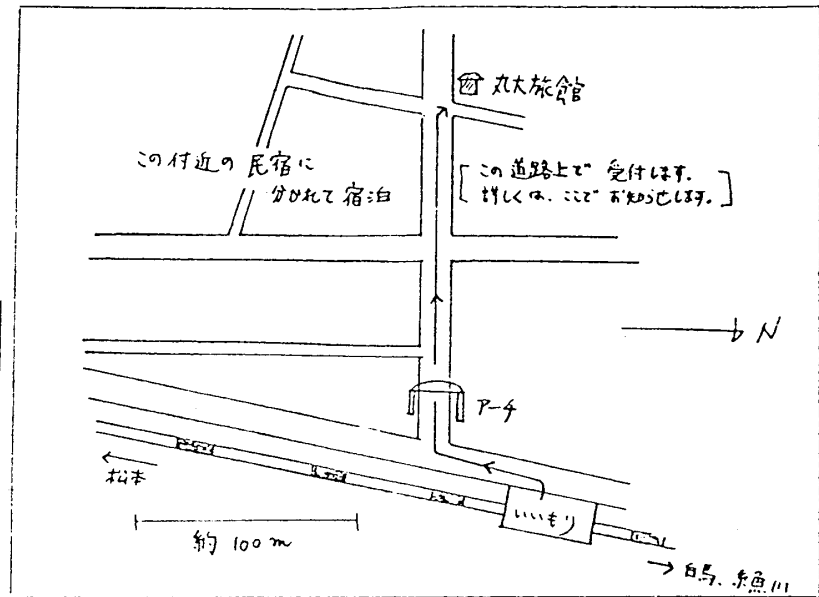 丸大旅館
この付近の民宿に
分かれて宿泊
この道路上で 受付します.
詳しくは、ここで お知らせします.
N
アーチ
松本
いいもり
約 100m
白馬、糸魚川